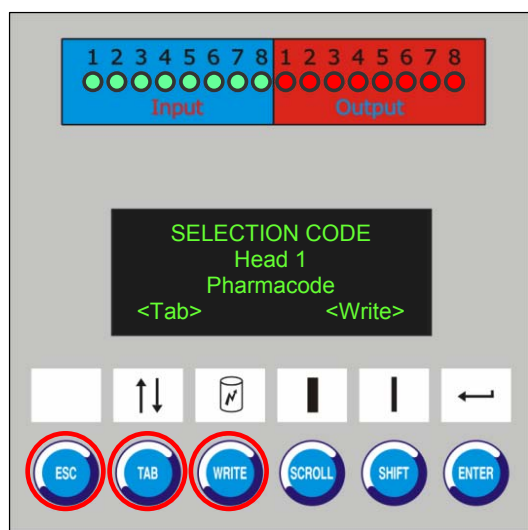 1 2 3 4 5 6 7 8 1 2 3 4 5 6 7 8
Input Output
SELECTION CODE
Head 1
Pharmacode
<Tab> <Write>
ESC TAB WRITE SCROLL SHIFT ENTER